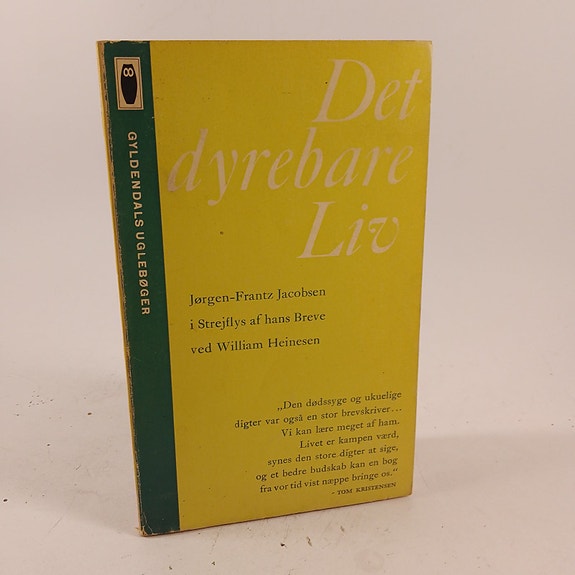 GYLDENDALS UGLEBØGER
Det
dyrebare
Liv
Jørgen-Frantz Jacobsen
i Strejflys af hans Breve
ved William Heinesen
„Den dødssyge og ukuelige
digter var også en stor brevskriver...
Vi kan lære meget af ham.
Livet er kampen værd,
synes den store digter at sige,
og et bedre budskab kan en bog
fra vor tid vist næppe bringe os.“
- TOM KRISTENSEN